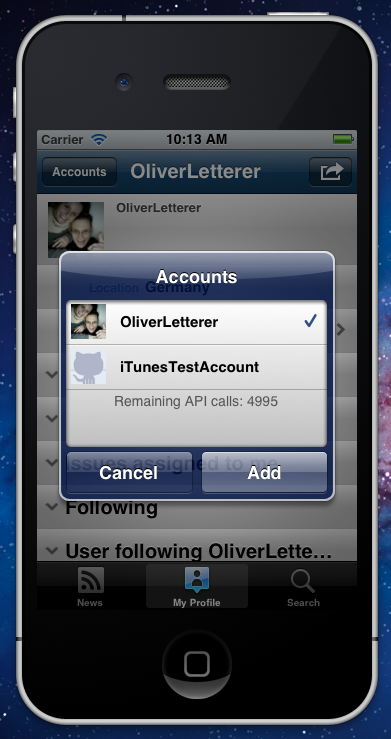 Carrier 10:13 AM
Accounts OliverLetterer
OliverLetterer
Accounts
Location Germany
OliverLetterer
iTunesTestAccount
Remaining API calls: 4995
Issues assigned to me
Cancel Add
Following
User following OliverLette...
News My Profile Search